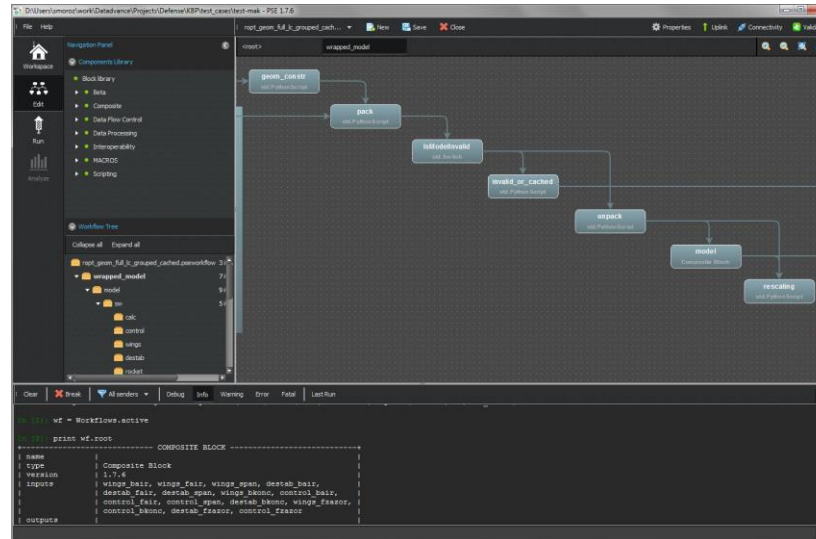 D:\Users\smoroz\work\Datadvance\Projects\Defense\KBP\test_cases\test-mak - PSE 1.7.6
File Help
ropt_geom_full_lc_grouped_cach... New Save Close Properties Uplink Connectivity Valid
Workspace
Edit
Run
Analyze
Navigation Panel
Components Library
Block library
Beta
Composite
Data Flow Control
Data Processing
Interoperability
MACROS
Scripting
Workflow Tree
Collapse all Expand all
ropt_geom_full_lc_grouped_cached.pseworkflow
wrapped_model
model
calc
control
wings
destab
rocket
<root> wrapped_model
geom_constr
std.PythonScript
pack
std.PythonScript
isModelInvalid
std.Switch
invalid_or_cached
std.PythonScript
unpack
std.PythonScript
model
Composite Block
rescaling
std.PythonScript
Clear Break All senders Debug Info Warning Error Fatal Last Run
wf = Workflows.active
print wf.root
COMPOSITE BLOCK
name
type | Composite Block
version | 1.7.6
inputs | wings_bair, wings_fair, wings_span, destab_bair,
destab_fair, destab_span, wings_bkonc, control_bair,
control_fair, control_span, destab_bkonc, wings_fzazor,
control_bkonc, destab_fzazor, control_fzazor
outputs